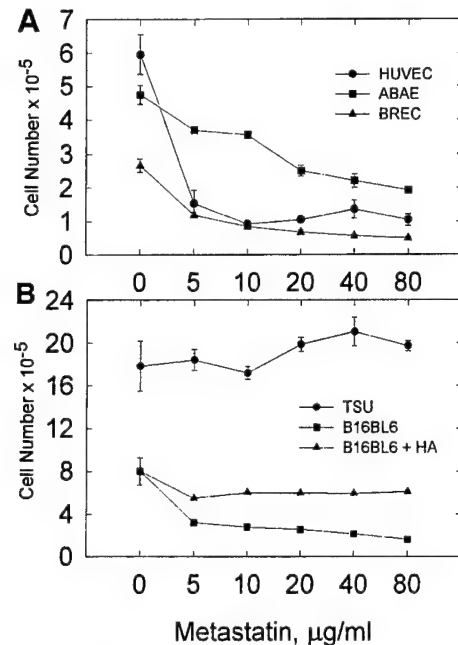 A
7
6
5
4
3
2
1
0
Cell Number x 10-5
HUVEC
ABAE
BREC
0 5 10 20 40 80
B
24
20
16
12
8
4
0
Cell Number x 10-5
TSU
B16BL6
B16BL6 + HA
0 5 10 20 40 80
Metastatin, µg/ml